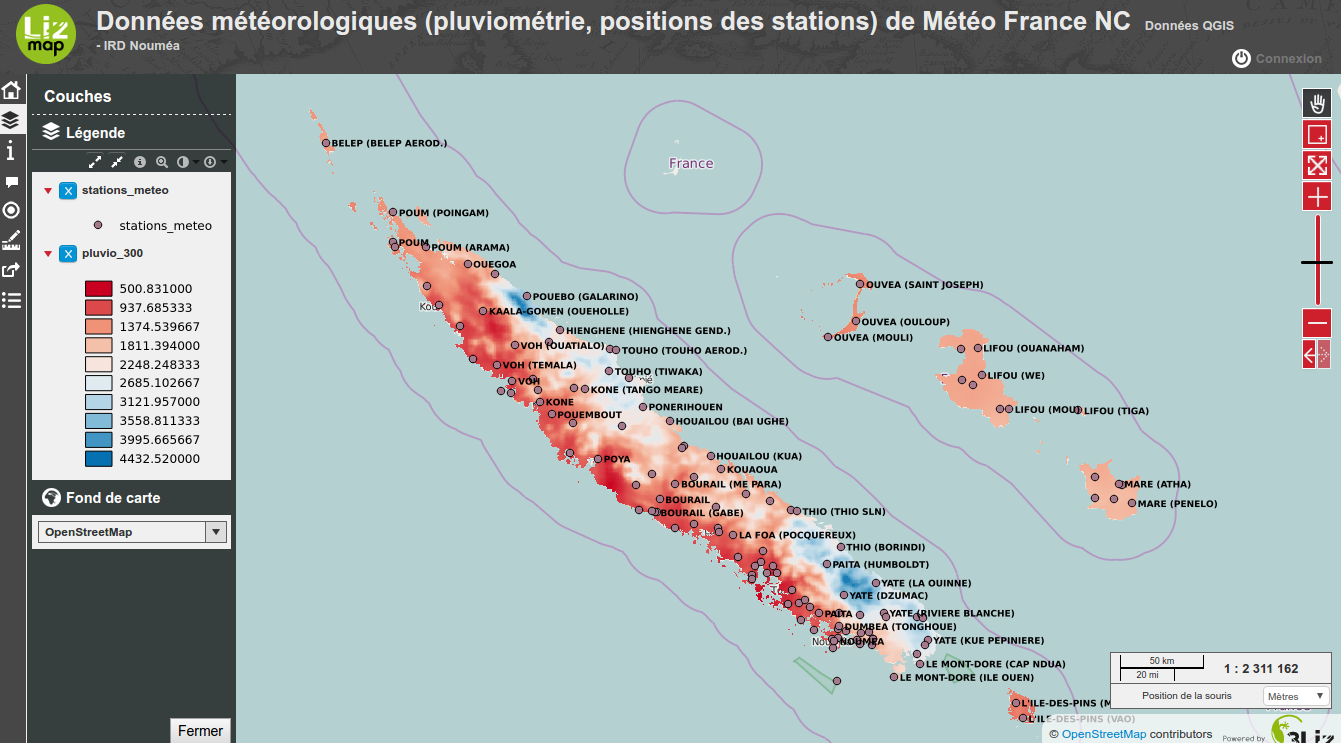 Liz
map
Données météorologiques (pluviométrie, positions des stations) de Météo France NC
Données QGIS
- IRD Nouméa
Connexion
Couches
Légende
stations_meteo
stations_meteo
pluvio_300
500.831000
937.685333
1374.539667
1811.394000
2248.248333
2685.102667
3121.957000
3558.811333
3995.665667
4432.520000
Fond de carte
OpenStreetMap
Fermer
BELEP (BELEP AEROD.)
France
POUM (POINGAM)
POUM
POUM (ARAMA)
OUEGOA
POUEBO (GALARINO)
KAALA-GOMEN (OUEHOLLE)
HIENGHENE (HIENGHENE GEND.)
VOH (OUATIALO)
TOUHO (TOUHO AEROD.)
VOH (TEMALA)
TOUHO (TIWAKA)
VOH
KONE (TANGO MEARE)
KONE
PONERIHOUEN
POUEMBOUT
HOUAILOU (BAI UGHE)
POYA
HOUAILOU (KUA)
KOUAOUA
BOURAIL (ME PARA)
BOURAIL
BOURAIL (GABE)
THIO (THIO SLN)
LA FOA (POCQUEREUX)
THIO (BORINDI)
PAITA (HUMBOLDT)
YATE (LA OUINNE)
YATE (DZUMAC)
PAITA
YATE (RIVIERE BLANCHE)
DUMBEA (TONGHOUE)
NOUMEA
YATE (KUE PEPINIERE)
LE MONT-DORE (CAP NDUA)
LE MONT-DORE (ILE OUEN)
OUVEA (SAINT JOSEPH)
OUVEA (OULOUP)
OUVEA (MOULI)
LIFOU (OUANAHAM)
LIFOU (WE)
LIFOU (MOU)
LIFOU (TIGA)
MARE (ATHA)
MARE (PENELO)
L'ILE-DES-PINS (M
L'ILE-DES-PINS (VAO)
50 km
20 mi
1 : 2 311 162
Position de la souris
Mètres
© OpenStreetMap contributors
Powered by
3Liz